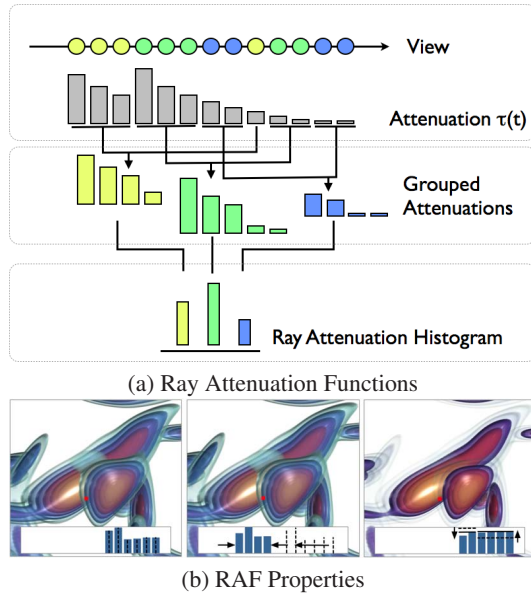 View
Attenuation τ(t)
Grouped
Attenuations
Ray Attenuation Histogram
(a) Ray Attenuation Functions
(b) RAF Properties